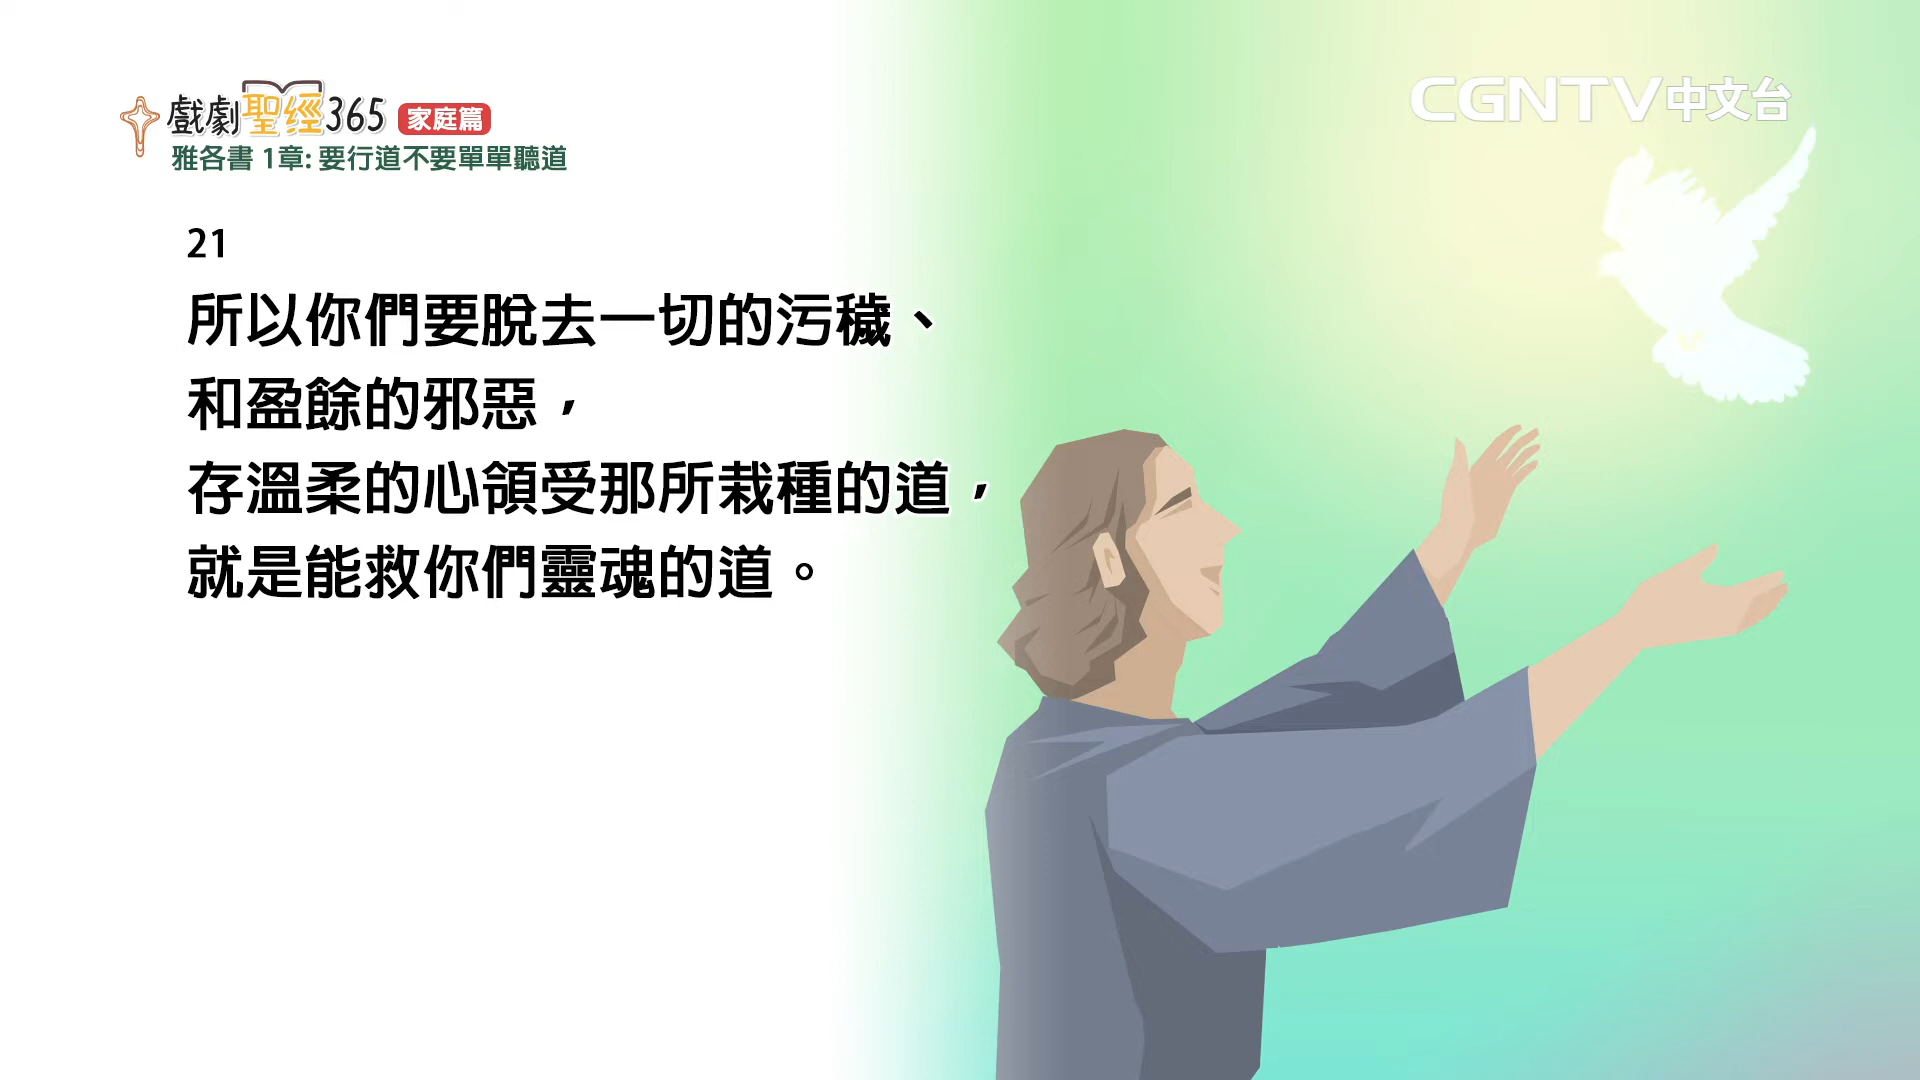 戲劇聖經365 家庭篇
CGNTV中文台
雅各書 1章: 要行道不要單單聽道
21
所以你們要脫去一切的污穢、
和盈餘的邪惡，
存溫柔的心領受那所栽種的道，
就是能救你們靈魂的道。